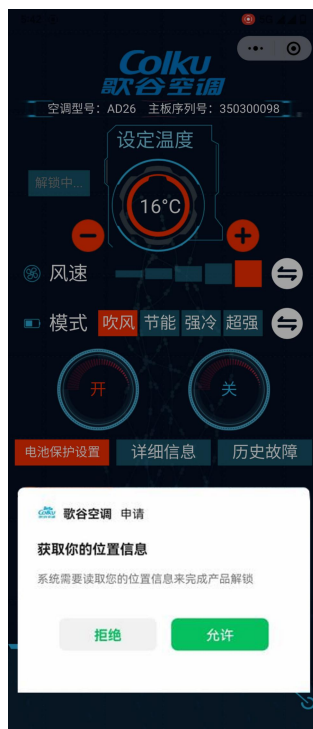 Colku
歌谷空调
空调型号：AD26 主板序列号：350300098
设定温度
解锁中...
16°C
风速
模式 吹风 节能 强冷 超强
开 关
电池保护设置 详细信息 历史故障
Colku 歌谷空调 申请
获取你的位置信息
系统需要读取您的位置信息来完成产品解锁
拒绝 允许